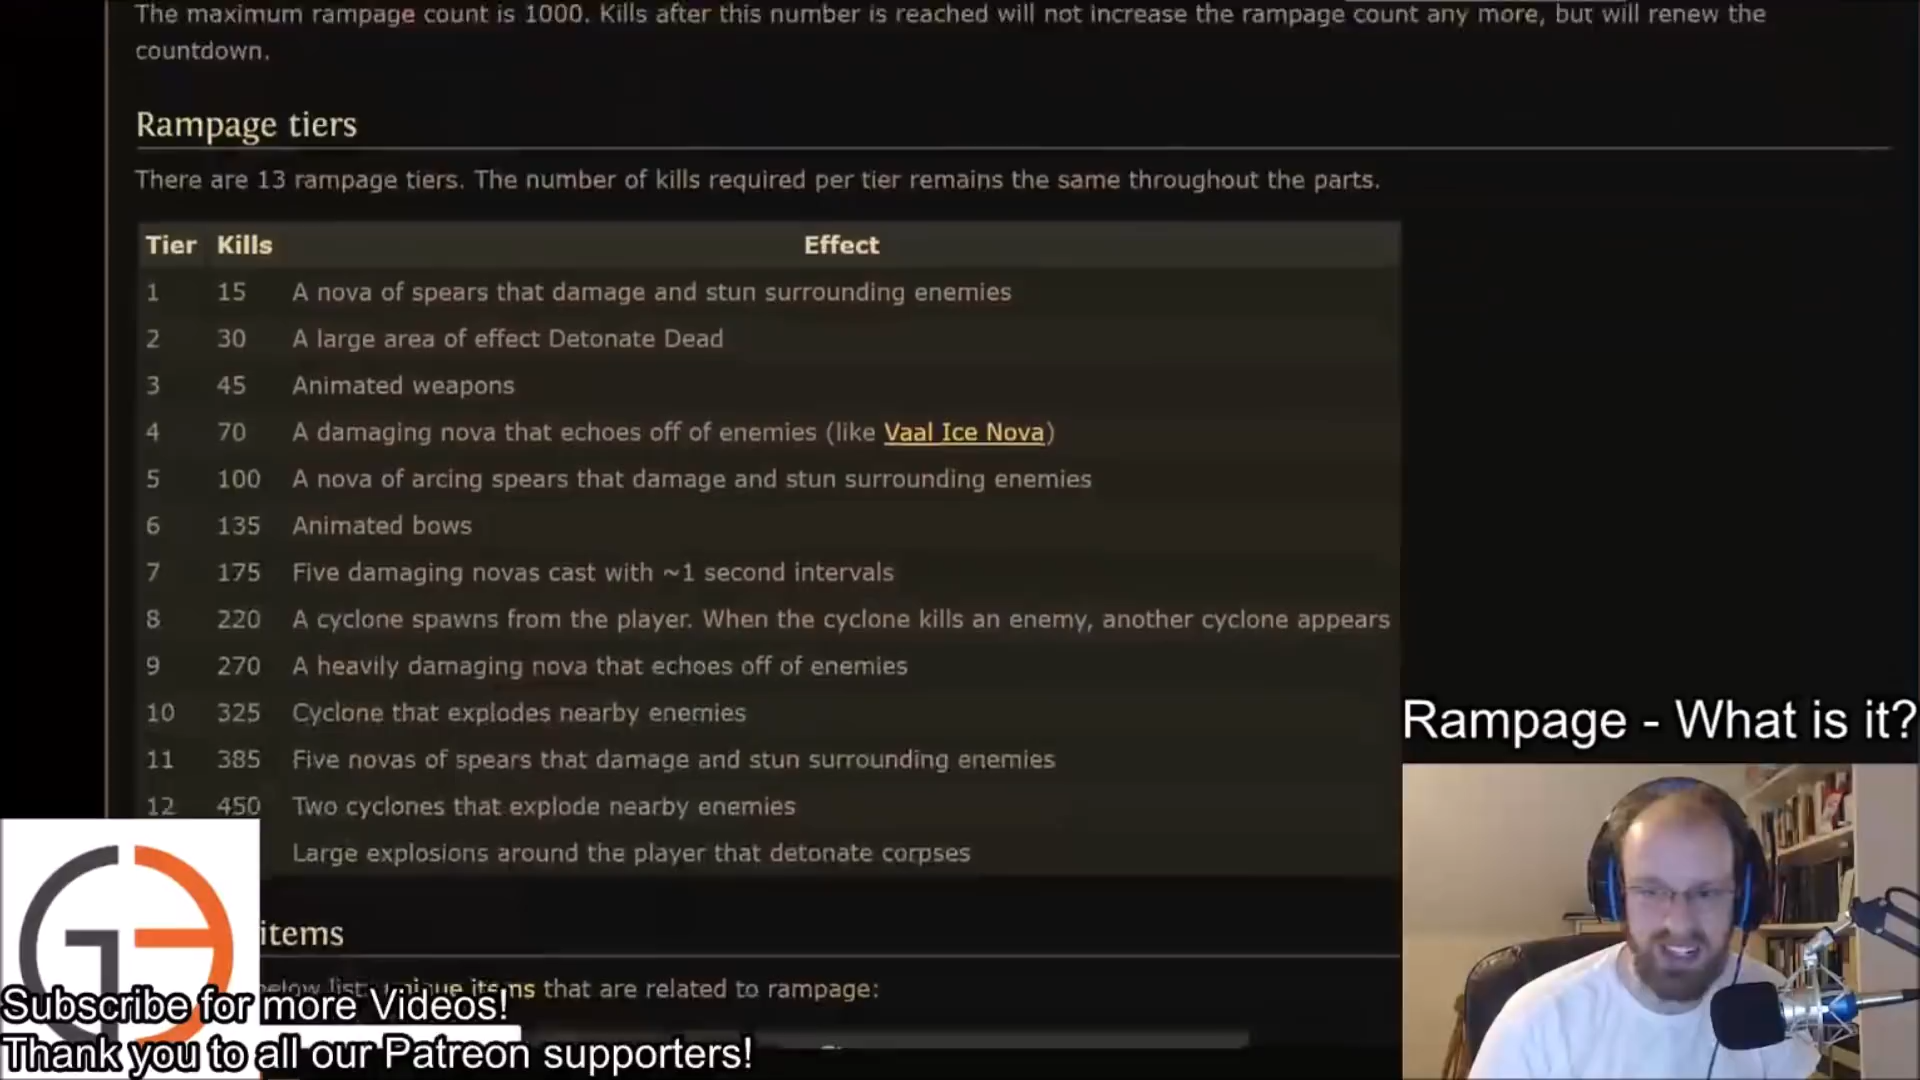 The maximum rampage count is 1000. Kills after this number is reached will not increase the rampage count any more, but will renew the
countdown.
Rampage tiers
There are 13 rampage tiers. The number of kills required per tier remains the same throughout the parts.
Tier Kills Effect
1 15 A nova of spears that damage and stun surrounding enemies
2 30 A large area of effect Detonate Dead
3 45 Animated weapons
4 70 A damaging nova that echoes off of enemies (like Vaal Ice Nova)
5 100 A nova of arcing spears that damage and stun surrounding enemies
6 135 Animated bows
7 175 Five damaging novas cast with ~1 second intervals
8 220 A cyclone spawns from the player. When the cyclone kills an enemy, another cyclone appears
9 270 A heavily damaging nova that echoes off of enemies
10 325 Cyclone that explodes nearby enemies
11 385 Five novas of spears that damage and stun surrounding enemies
12 450 Two cyclones that explode nearby enemies
Large explosions around the player that detonate corpses
items
items that are related to rampage:
Rampage - What is it?
GE
Subscribe for more Videos!
Thank you to all our Patreon supporters!